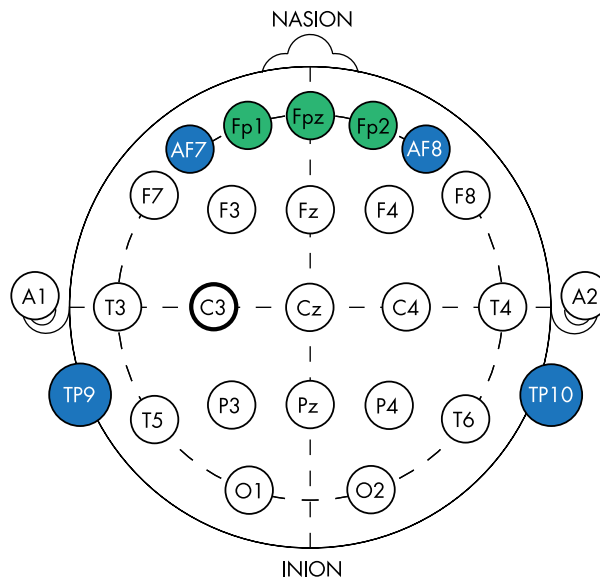 NASION
Fp1 Fpz Fp2
AF7 AF8
F7 F3 Fz F4 F8
A1 T3 C3 Cz C4 T4 A2
TP9 TP10
T5 P3 Pz P4 T6
O1 O2
INION